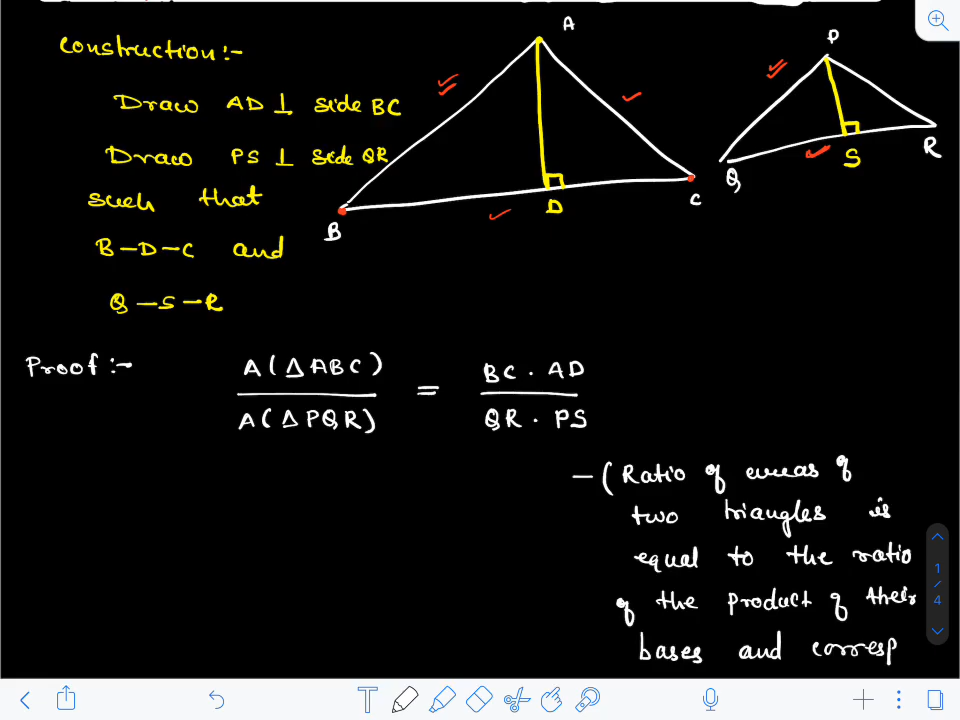 Construction :-
Draw AD ⊥ side BC
Draw PS ⊥ side QR
such that
B-D-C and
Q-S-R
A
B
D
C
P
Q
S
R
Proof :-
A(△ABC)
A(△PQR)
=
BC . AD
QR . PS
- (Ratio of areas of
two triangles is
equal to the ratio
of the product of their
bases and corresp
1
/
4
T